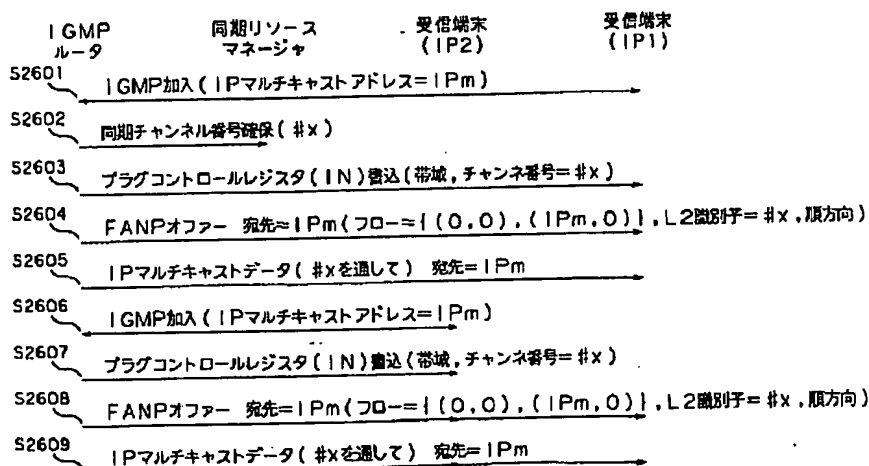 IGMP
ルータ
同期リソース
マネージャ
受信端末
(IP2)
受信端末
(IP1)
S2601
IGMP加入(IPマルチキャストアドレス=IPm)
S2602
同期チャンネル番号確保(#x)
S2603
プラグコントロールレジスタ(IN)書込(帯域,チャンネ番号=#x)
S2604
FANPオファー 宛先=IPm(フロー={(0,0),(IPm,0)},L2識別子=#x,順方向)
S2605
IPマルチキャストデータ(#xを通して) 宛先=IPm
S2606
IGMP加入(IPマルチキャストアドレス=IPm)
S2607
プラグコントロールレジスタ(IN)書込(帯域,チャンネ番号=#x)
S2608
FANPオファー 宛先=IPm(フロー={(0,0),(IPm,0)},L2識別子=#x,順方向)
S2609
IPマルチキャストデータ(#xを通して) 宛先=IPm